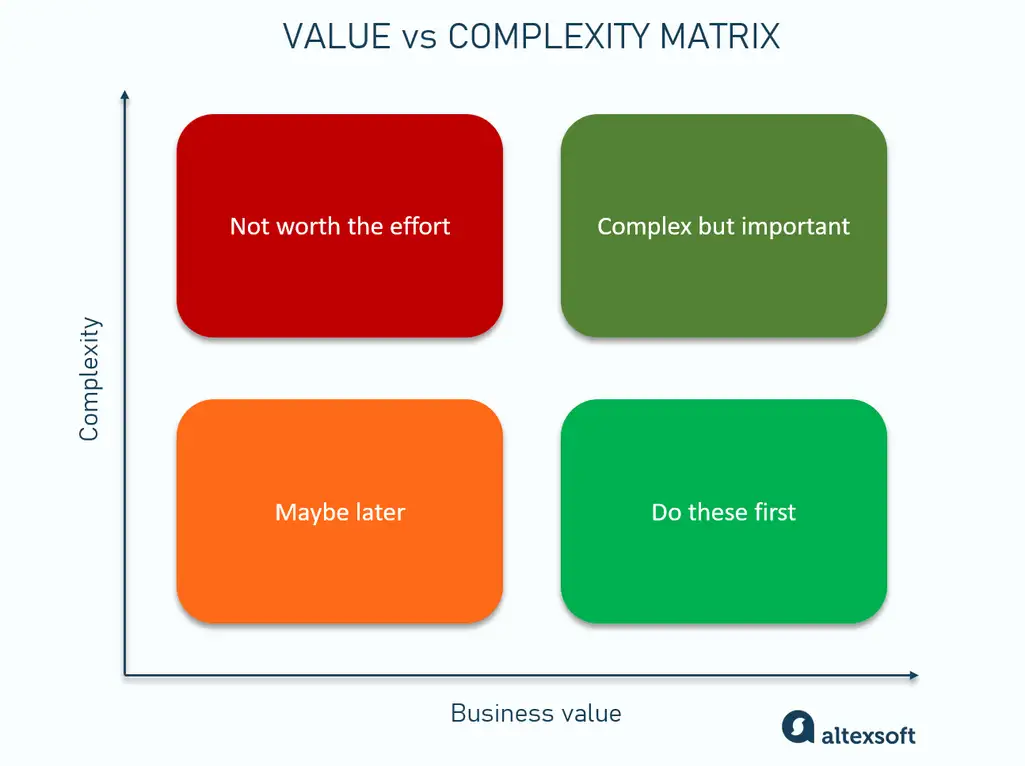 VALUE vs COMPLEXITY MATRIX
Not worth the effort
Complex but important
Complexity
Maybe later
Do these first
Business value
altexsoft